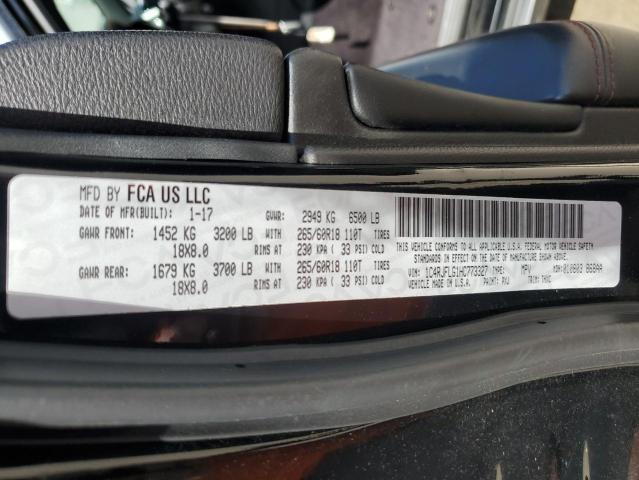 MFD BY FCA US LLC
DATE OF MFR(BUILT): 1-17 GVWR: 2949 KG 6500 LB
GAWR FRONT: 1452 KG 3200 LB WITH 265/60R18 110T TIRES
18X8.0 RIMS AT 230 KPA ( 33 PSI) COLD
GAWR REAR: 1679 KG 3700 LB WITH 265/60R18 110T TIRES
18X8.0 RIMS AT 230 KPA ( 33 PSI) COLD
THIS VEHICLE CONFORMS TO ALL APPLICABLE U.S.A. FEDERAL MOTOR VEHICLE SAFETY
STANDARDS IN EFFECT ON THE DATE OF MANUFACTURE SHOWN ABOVE.
VIN: TYPE: MPV MDH:
VEHICLE MADE IN U.S.A. PAINT: PXJ TRIM: